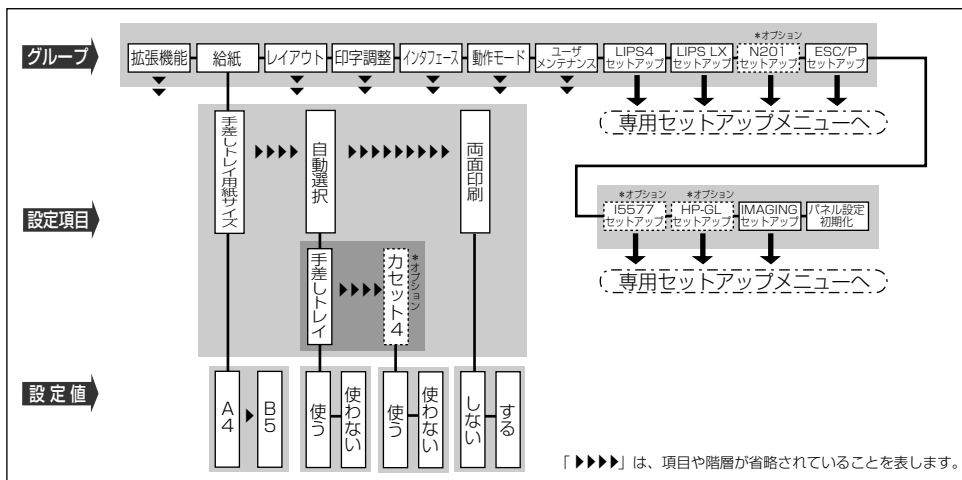 グループ
拡張機能
給紙
レイアウト
印字調整
インタフェース
動作モード
ユーザ
メンテナンス
LIPS4
セットアップ
LIPS LX
セットアップ
*オプション
N201
セットアップ
ESC/P
セットアップ
専用セットアップメニューへ
設定項目
手差しトレイ用紙サイズ
自動選択
両面印刷
手差しトレイ
カセット4
*オプション
*オプション
I5577
セットアップ
*オプション
HP-GL
セットアップ
IMAGING
セットアップ
パネル設定
初期化
専用セットアップメニューへ
設定値
A4
B5
使う
使わない
使う
使わない
しない
する
「▶▶▶▶」は、項目や階層が省略されていることを表します。